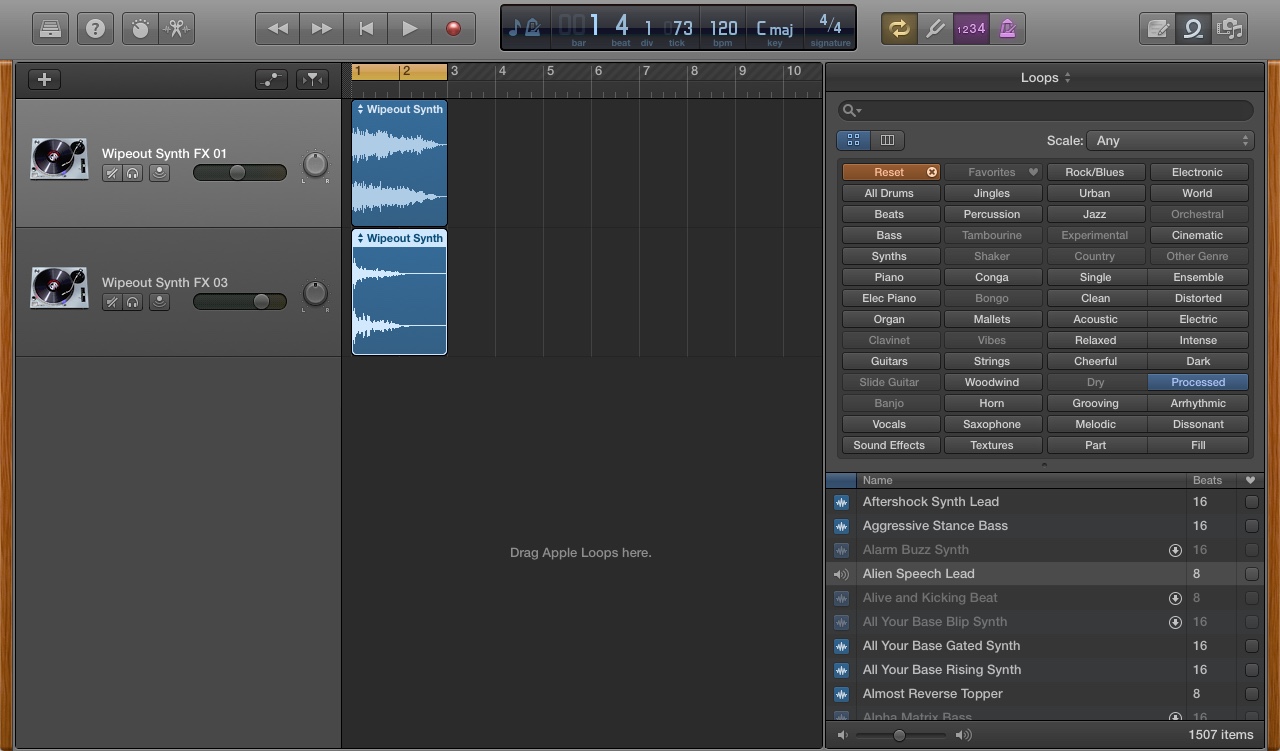 1 4 1 073 120 C maj 4/4
bar beat div tick bpm key signature
1234
1 2 3 4 5 6 7 8 9 10
Wipeout Synth FX 01
L R
Wipeout Synth
Wipeout Synth FX 03
L R
Wipeout Synth
Drag Apple Loops here.
Loops
Scale: Any
Reset Favorites Rock/Blues Electronic
All Drums Jingles Urban World
Beats Percussion Jazz Orchestral
Bass Tambourine Experimental Cinematic
Synths Shaker Country Other Genre
Piano Conga Single Ensemble
Elec Piano Bongo Clean Distorted
Organ Mallets Acoustic Electric
Clavinet Vibes Relaxed Intense
Guitars Strings Cheerful Dark
Slide Guitar Woodwind Dry Processed
Banjo Horn Grooving Arrhythmic
Vocals Saxophone Melodic Dissonant
Sound Effects Textures Part Fill
Name Beats
Aftershock Synth Lead 16
Aggressive Stance Bass 16
Alarm Buzz Synth 16
Alien Speech Lead 8
Alive and Kicking Beat 8
All Your Base Blip Synth 16
All Your Base Gated Synth 16
All Your Base Rising Synth 16
Almost Reverse Topper 8
Alpha Matrix Bass 16
1507 items